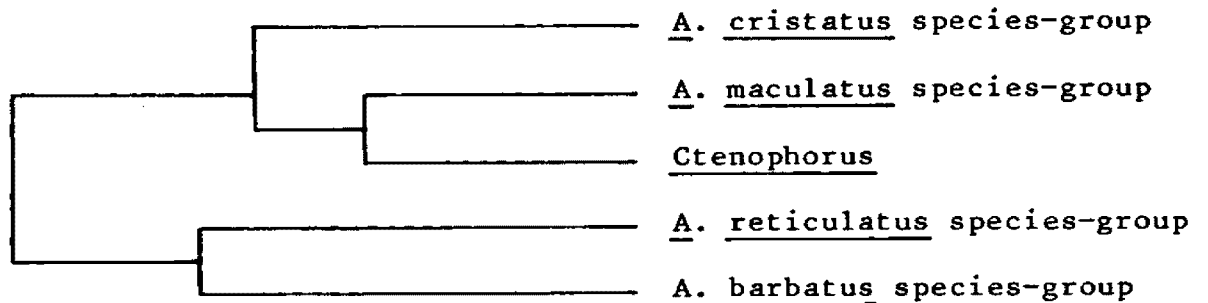 A. cristatus species-group
A. maculatus species-group
Ctenophorus
A. reticulatus species-group
A. barbatus species-group